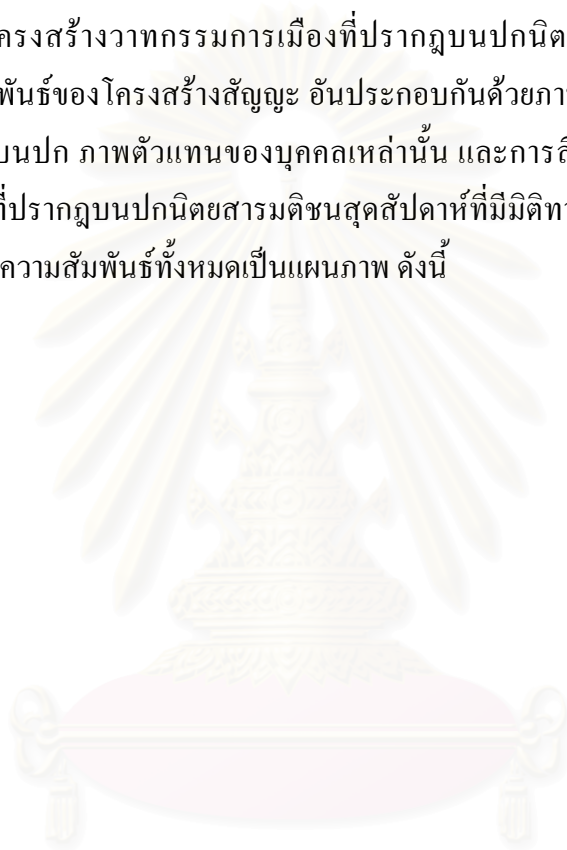 ครงสร้างวาทกรรมการเมืองที่ปรากฎบนปกนิต
พันธ์ของโครงสร้างสัญญะ อันประกอบกันด้วยภา
บนปก ภาพตัวแทนของบุคคลเหล่านั้น และการสื
ที่ปรากฎบนปกนิตยสารมติชนสุดสัปดาห์ที่มีมิติทา
ความสัมพันธ์ทั้งหมดเป็นแผนภาพ ดังนี้